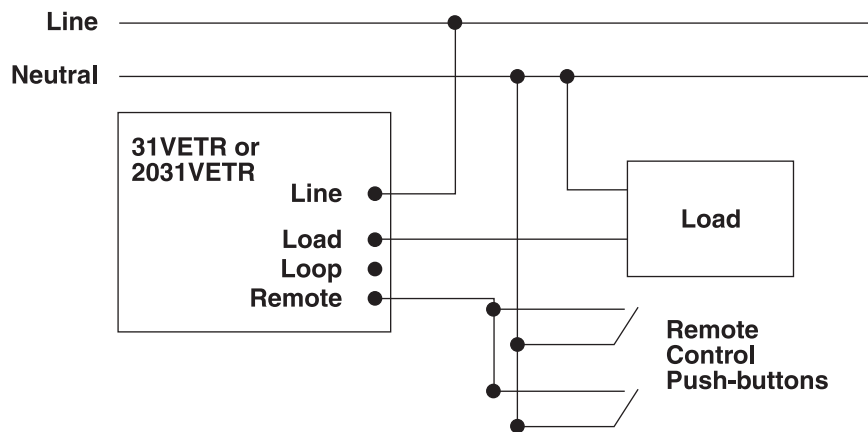 Line
Neutral
31VETR or
2031VETR
Line
Load
Loop
Remote
Load
Remote
Control
Push-buttons